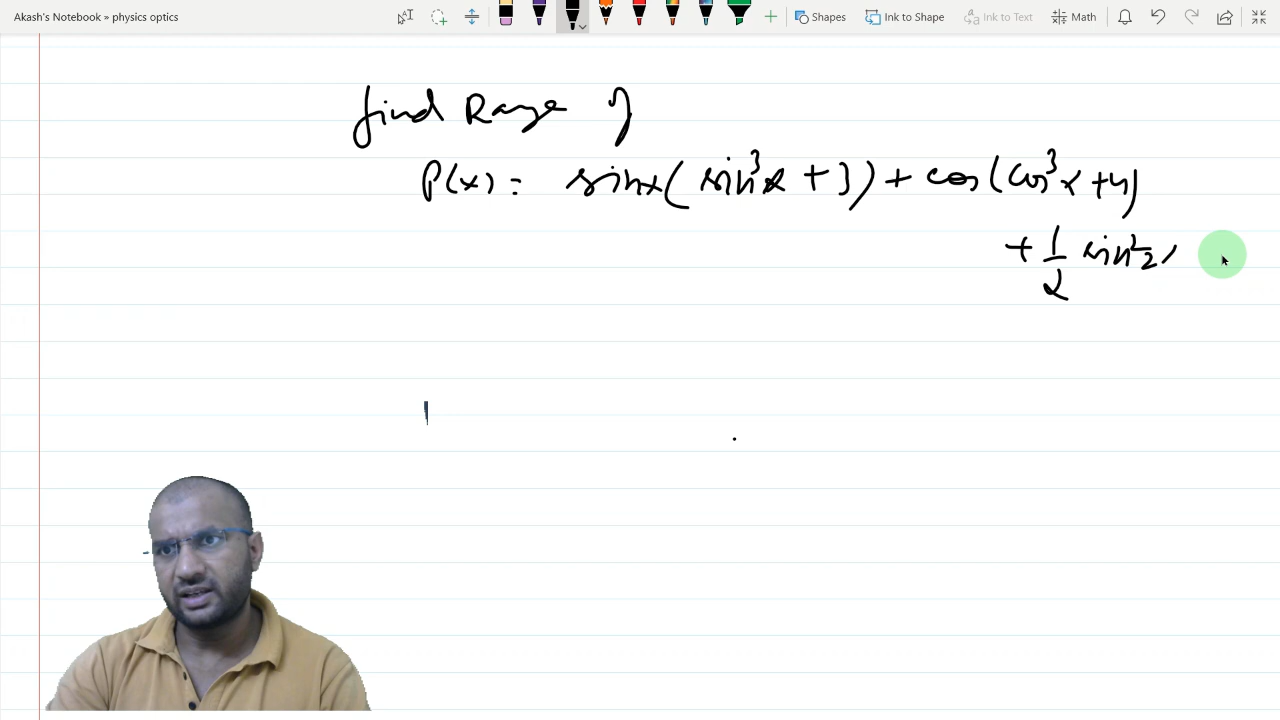 Akash's Notebook » physics optics
Shapes
Ink to Shape
Ink to Text
Math
find Range of
P(x) = sinx(sin³x + 3) + cos(cos³x + 4)
+ 1/2 sin²2x